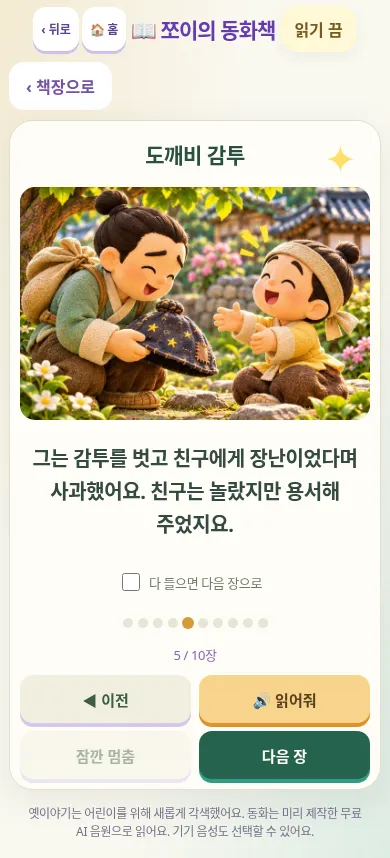 ‹ 뒤로
🏠 홈
📖 쪼이의 동화책
읽기 끔
‹ 책장으로
도깨비 감투
그는 감투를 벗고 친구에게 장난이었다며
사과했어요. 친구는 놀랐지만 용서해
주었지요.
다 들으면 다음 장으로
5 / 10장
◀ 이전
🔊 읽어줘
잠깐 멈춤
다음 장
옛이야기는 어린이를 위해 새롭게 각색했어요. 동화는 미리 제작한 무료
AI 음원으로 읽어요. 기기 음성도 선택할 수 있어요.